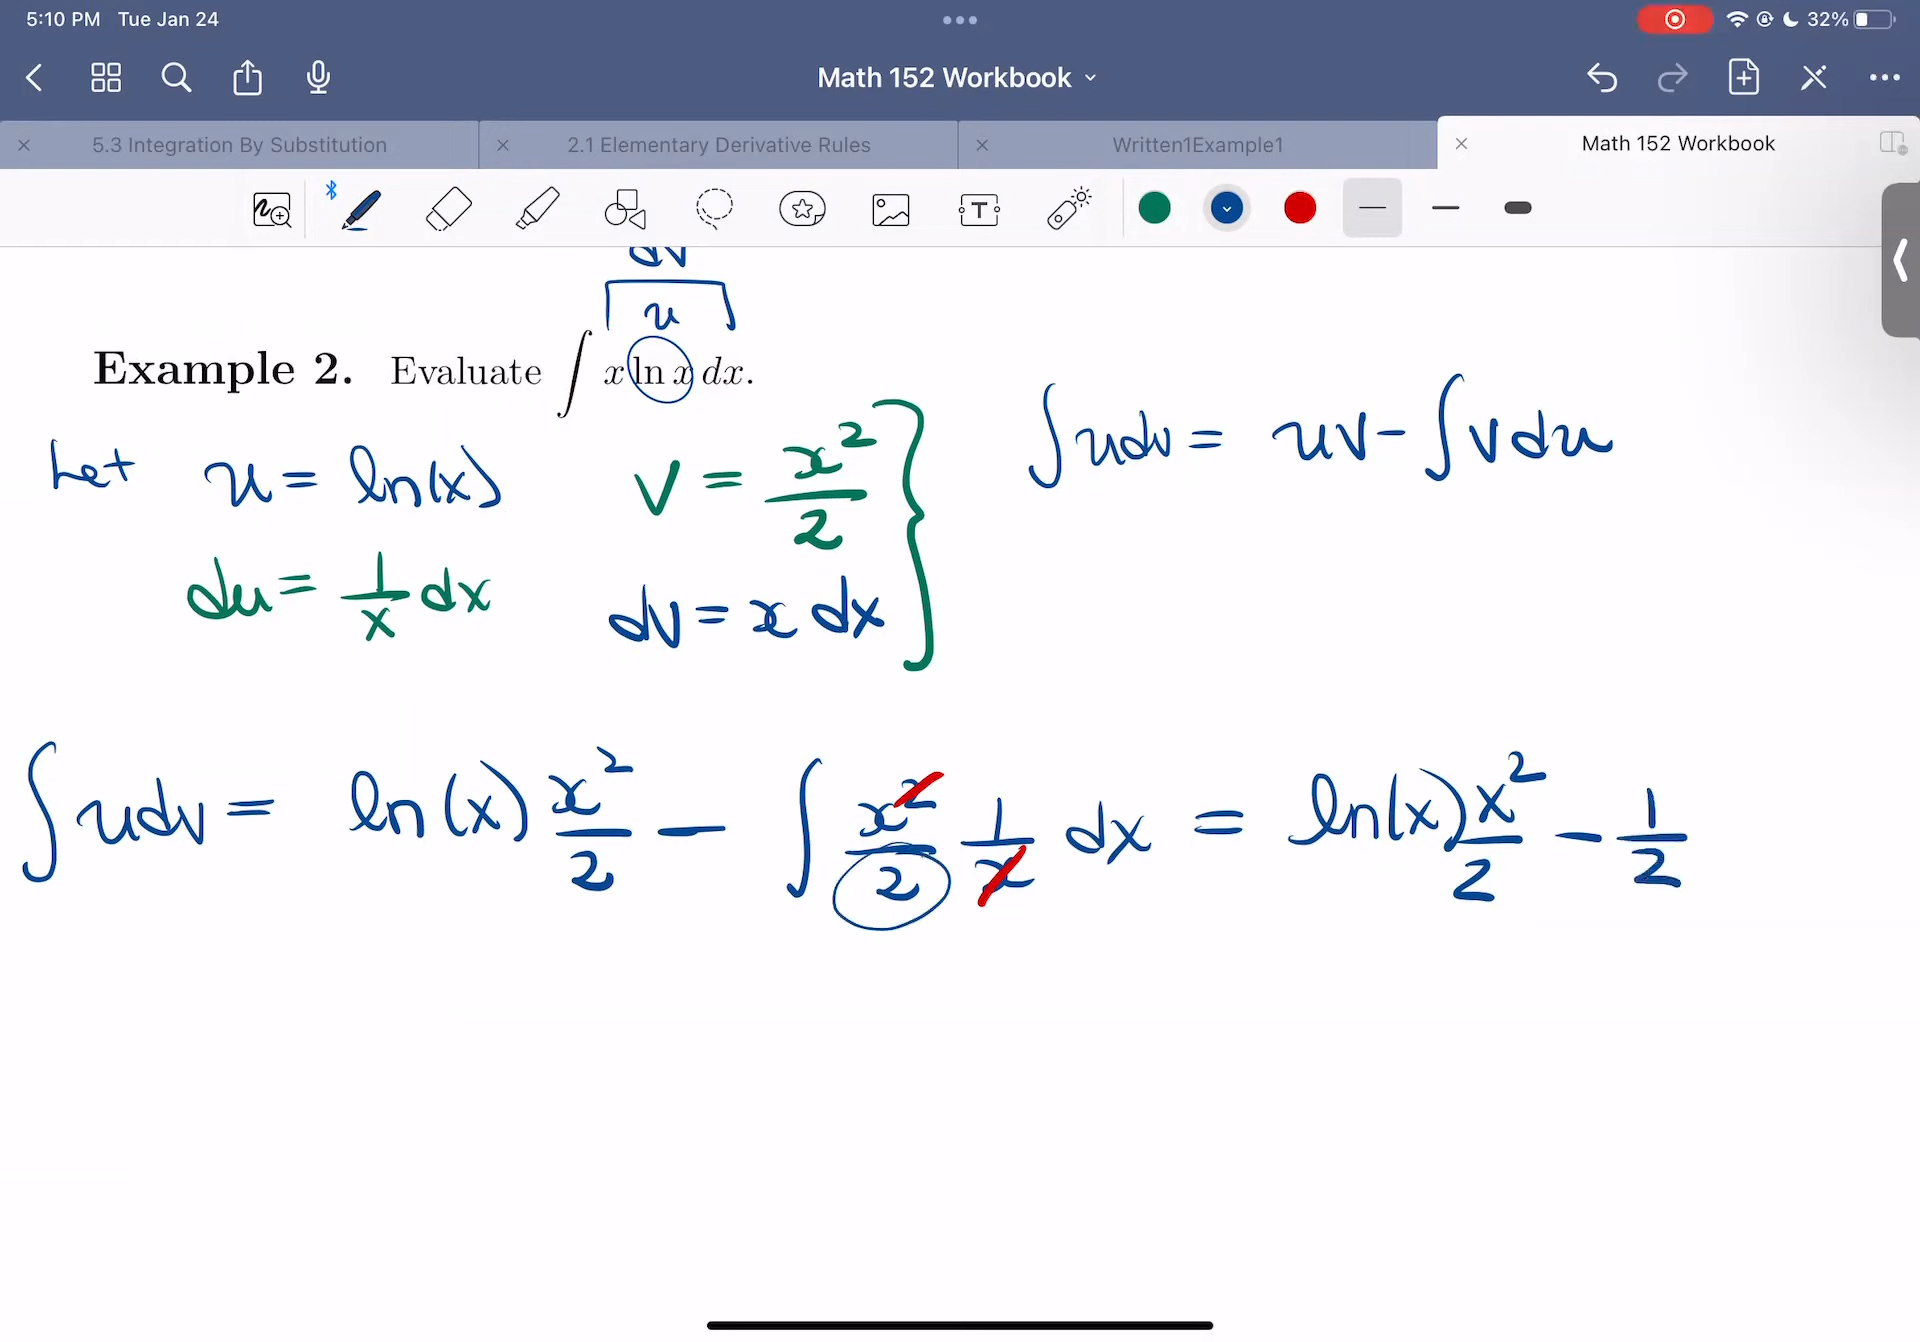 5:10 PM Tue Jan 24 32%
Math 152 Workbook
5.3 Integration By Substitution 2.1 Elementary Derivative Rules Written1Example1 Math 152 Workbook
T
dv
u
Example 2. Evaluate ∫ x ln x dx.
∫udv = uv - ∫vdu
Let u = ln(x) v = x²/2
du = 1/x dx dv = x dx
∫udv = ln(x) x²/2 - ∫ x²/2 1/x dx = ln(x) x²/2 - 1/2